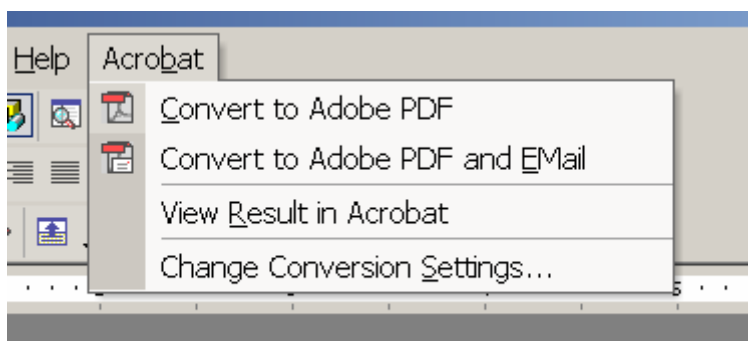 Help Acrobat
Convert to Adobe PDF
Convert to Adobe PDF and EMail
View Result in Acrobat
Change Conversion Settings...
5